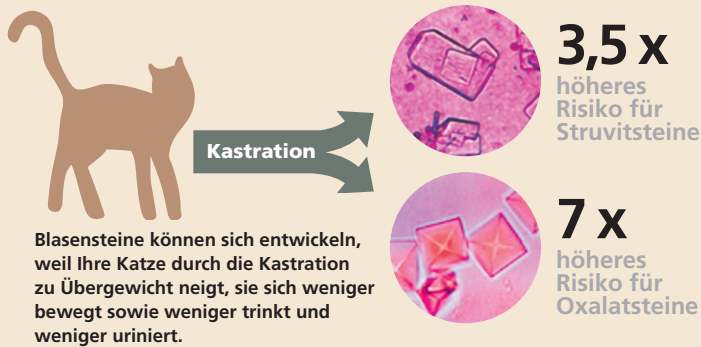 Kastration
3,5 x
höheres
Risiko für
Struvitsteine
7 x
höheres
Risiko für
Oxalatsteine
Blasensteine können sich entwickeln,
weil Ihre Katze durch die Kastration
zu Übergewicht neigt, sie sich weniger
bewegt sowie weniger trinkt und
weniger uriniert.